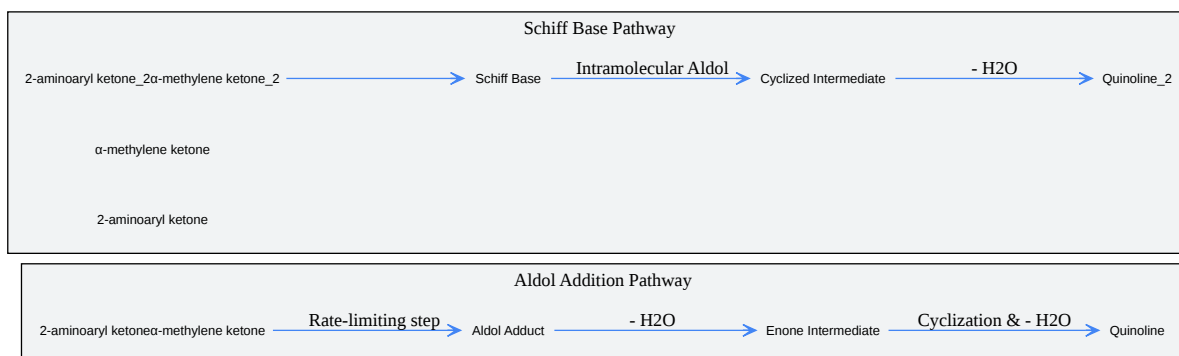 Schiff Base Pathway
2-aminoaryl ketone_2α-methylene ketone_2
Schiff Base
Intramolecular Aldol
Cyclized Intermediate
- H2O
Quinoline_2
α-methylene ketone
2-aminoaryl ketone
Aldol Addition Pathway
2-aminoaryl ketoneα-methylene ketone
Rate-limiting step
Aldol Adduct
- H2O
Enone Intermediate
Cyclization & - H2O
Quinoline